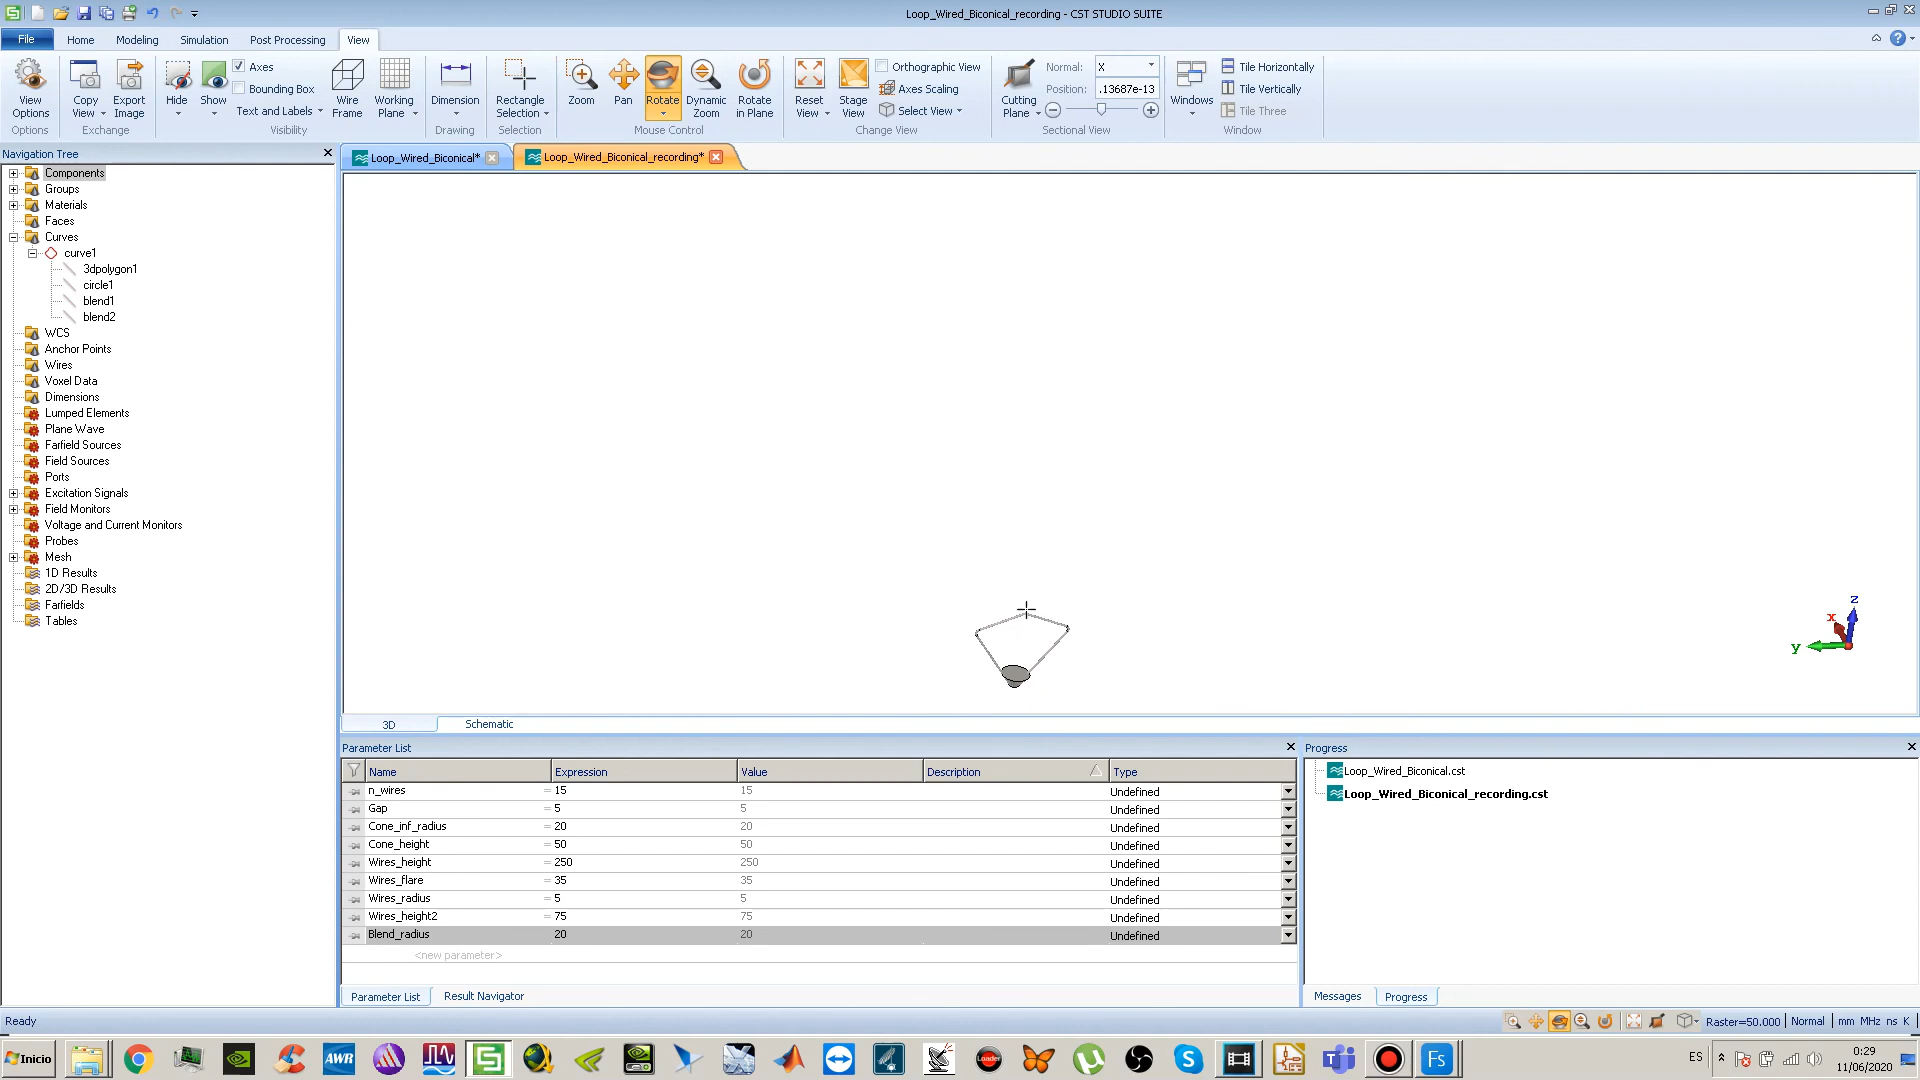 Loop_Wired_Biconical_recording - CST STUDIO SUITE
File Home Modeling Simulation Post Processing View
View Options
Options
Copy View
Export Image
Exchange
Hide
Show
Axes
Bounding Box
Text and Labels
Visibility
Wire Frame
Working Plane
Dimension
Drawing
Rectangle Selection
Selection
Zoom
Pan
Rotate
Dynamic Zoom
Rotate in Plane
Mouse Control
Reset View
Stage View
Orthographic View
Axes Scaling
Select View
Change View
Cutting Plane
Normal: X
Position: .13687e-13
Sectional View
Windows
Tile Horizontally
Tile Vertically
Tile Three
Window
Navigation Tree
Components
Groups
Materials
Faces
Curves
curve1
3dpolygon1
circle1
blend1
blend2
WCS
Anchor Points
Wires
Voxel Data
Dimensions
Lumped Elements
Plane Wave
Farfield Sources
Field Sources
Ports
Excitation Signals
Field Monitors
Voltage and Current Monitors
Probes
Mesh
1D Results
2D/3D Results
Farfields
Tables
Loop_Wired_Biconical*
Loop_Wired_Biconical_recording*
z
x
y
3D Schematic
Parameter List
Name Expression Value Description Type
n_wires = 15 15 Undefined
Gap = 5 5 Undefined
Cone_inf_radius = 20 20 Undefined
Cone_height = 50 50 Undefined
Wires_height = 250 250 Undefined
Wires_flare = 35 35 Undefined
Wires_radius = 5 5 Undefined
Wires_height2 = 75 75 Undefined
Blend_radius 20 20 Undefined
<new parameter>
Parameter List Result Navigator
Progress
Loop_Wired_Biconical.cst
Loop_Wired_Biconical_recording.cst
Messages Progress
Ready
Raster=50.000 Normal mm MHz ns K
Inicio
AWR
Loader
Fs
ES
0:29
11/06/2020